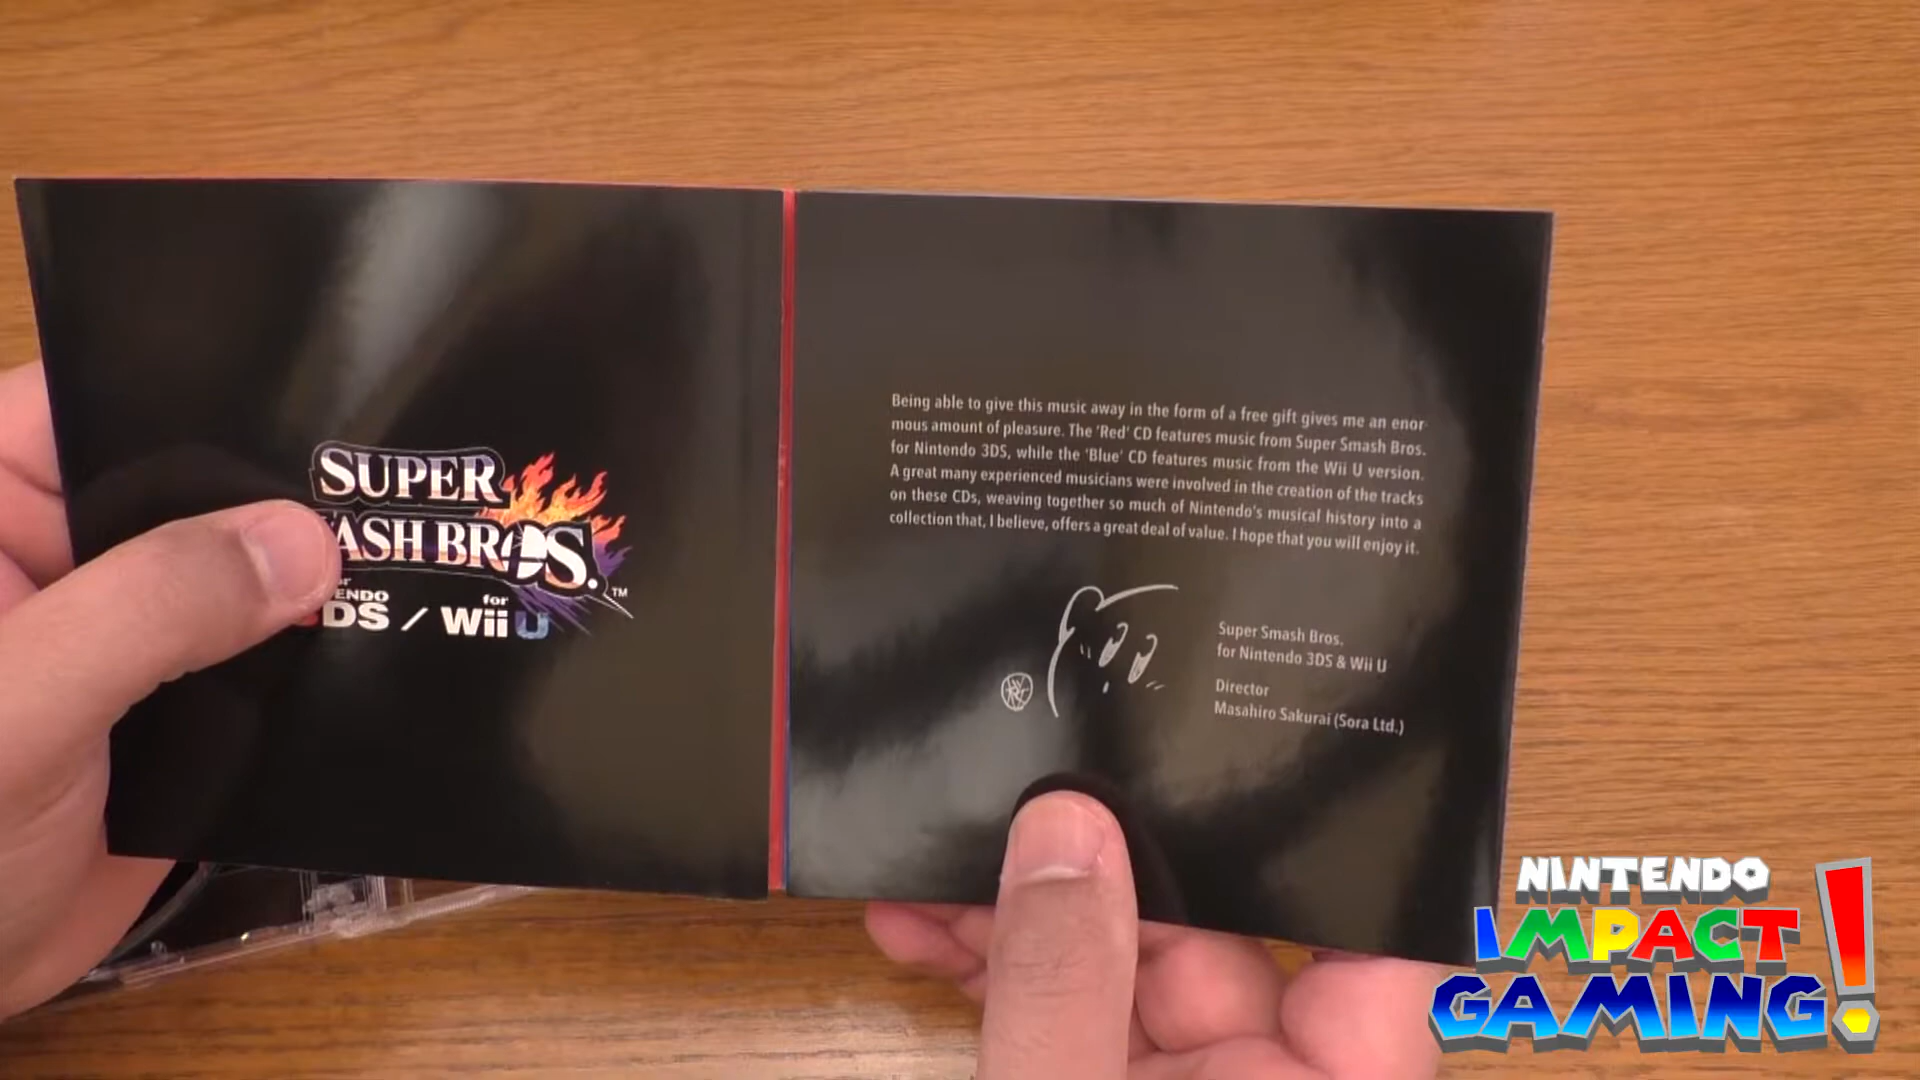 SUPER
ASH BROS.
TM
for
ENDO
3DS / Wii U
Being able to give this music away in the form of a free gift gives me an enor-
mous amount of pleasure. The 'Red' CD features music from Super Smash Bros.
for Nintendo 3DS, while the 'Blue' CD features music from the Wii U version.
A great many experienced musicians were involved in the creation of the tracks
on these CDs, weaving together so much of Nintendo's musical history into a
collection that, I believe, offers a great deal of value. I hope that you will enjoy it.
Super Smash Bros.
for Nintendo 3DS & Wii U
Director
Masahiro Sakurai (Sora Ltd.)
NINTENDO
IMPACT
GAMING!